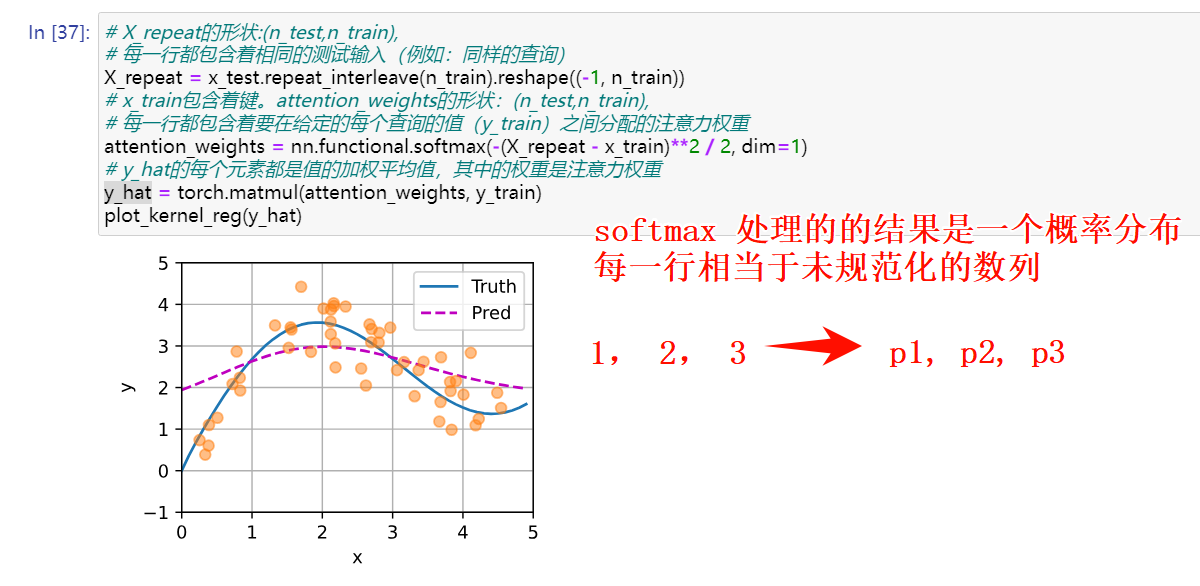 In [37]:
# X_repeat的形状:(n_test,n_train),
# 每一行都包含着相同的测试输入（例如：同样的查询）
X_repeat = x_test.repeat_interleave(n_train).reshape((-1, n_train))
# x_train包含着键。attention_weights的形状：(n_test,n_train),
# 每一行都包含着要在给定的每个查询的值（y_train）之间分配的注意力权重
attention_weights = nn.functional.softmax(-(X_repeat - x_train)**2 / 2, dim=1)
# y_hat的每个元素都是值的加权平均值，其中的权重是注意力权重
y_hat = torch.matmul(attention_weights, y_train)
plot_kernel_reg(y_hat)
softmax 处理的的结果是一个概率分布
每一行相当于未规范化的数列
1， 2， 3
p1, p2, p3
Truth
Pred
5
4
3
2
1
0
−1
y
0 1 2 3 4 5
x